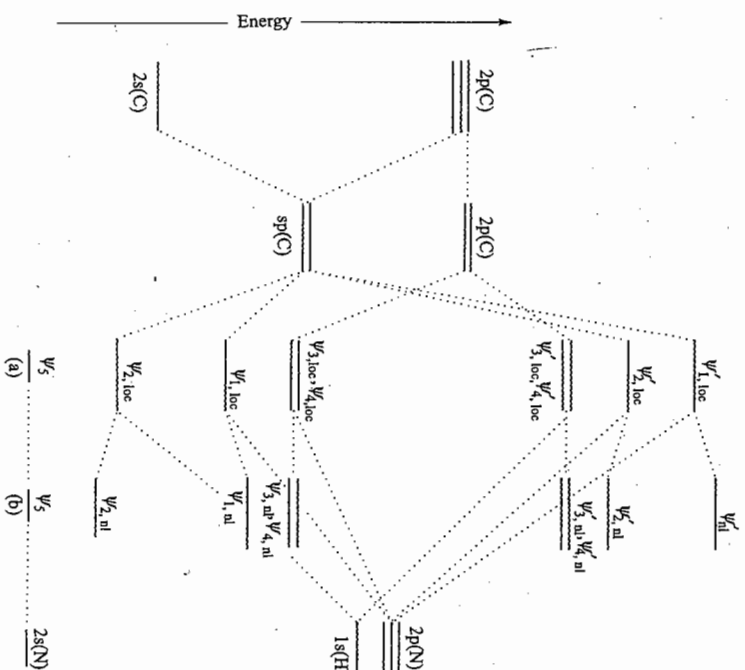 Energy
2s(C)
2p(C)
sp(C)
2p(C)
ψ₅
(a)
ψ₂, loc
ψ₁, loc
ψ₃,loc, ψ₄,loc
ψ′₃, loc, ψ′₄, loc
ψ′₂, loc
ψ′₁, loc
ψ₅
(b)
ψ₂, nl
ψ₁, nl
ψ₃, nl, ψ₄, nl
ψ′₃, nl, ψ′₄, nl
ψ′₂, nl
ψ′nl
2s(N)
1s(H
2p(N)